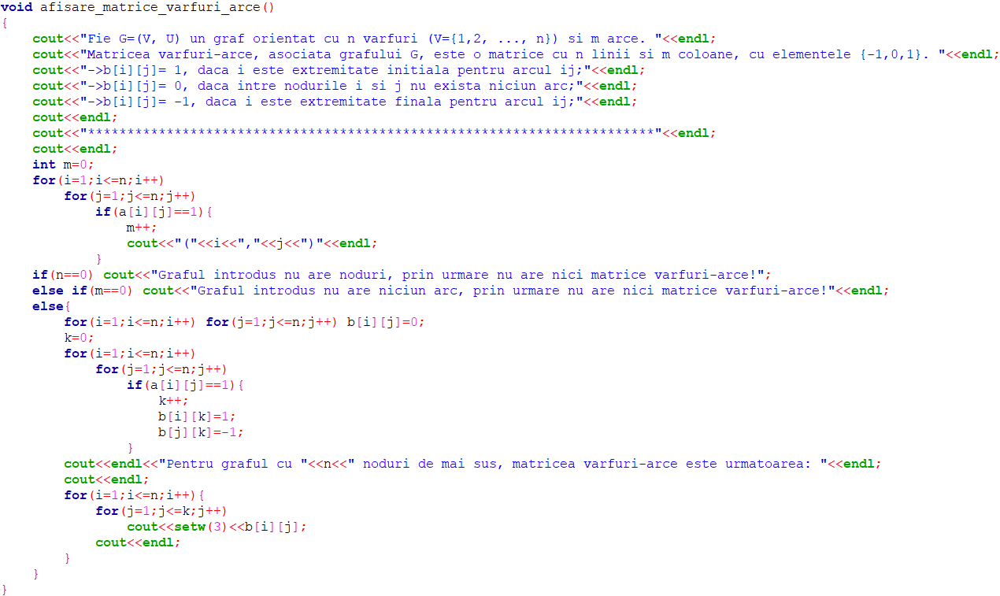 void afisare_matrice_varfuri_arce()
{
    cout<<"Fie G=(V, U) un graf orientat cu n varfuri (V={1,2, ..., n}) si m arce. "<<endl;
    cout<<"Matricea varfuri-arce, asociata grafului G, este o matrice cu n linii si m coloane, cu elementele {-1,0,1}. "<<endl;
    cout<<"->b[i][j]= 1, daca i este extremitate initiala pentru arcul ij;"<<endl;
    cout<<"->b[i][j]= 0, daca intre nodurile i si j nu exista niciun arc;"<<endl;
    cout<<"->b[i][j]= -1, daca i este extremitate finala pentru arcul ij;"<<endl;
    cout<<endl;
    cout<<"************************************************************************"<<endl;
    cout<<endl;
    int m=0;
    for(i=1;i<=n;i++)
        for(j=1;j<=n;j++)
            if(a[i][j]==1){
                m++;
                cout<<"("<<i<<","<<j<<")"<<endl;
            }
    if(n==0) cout<<"Graful introdus nu are noduri, prin urmare nu are nici matrice varfuri-arce!";
    else if(m==0) cout<<"Graful introdus nu are niciun arc, prin urmare nu are nici matrice varfuri-arce!"<<endl;
    else{
        for(i=1;i<=n;i++) for(j=1;j<=n;j++) b[i][j]=0;
        k=0;
        for(i=1;i<=n;i++)
            for(j=1;j<=n;j++)
                if(a[i][j]==1){
                    k++;
                    b[i][k]=1;
                    b[j][k]=-1;
                }
        cout<<endl<<"Pentru graful cu "<<n<<" noduri de mai sus, matricea varfuri-arce este urmatoarea: "<<endl;
        cout<<endl;
        for(i=1;i<=n;i++){
            for(j=1;j<=k;j++)
                cout<<setw(3)<<b[i][j];
            cout<<endl;
        }
    }
}